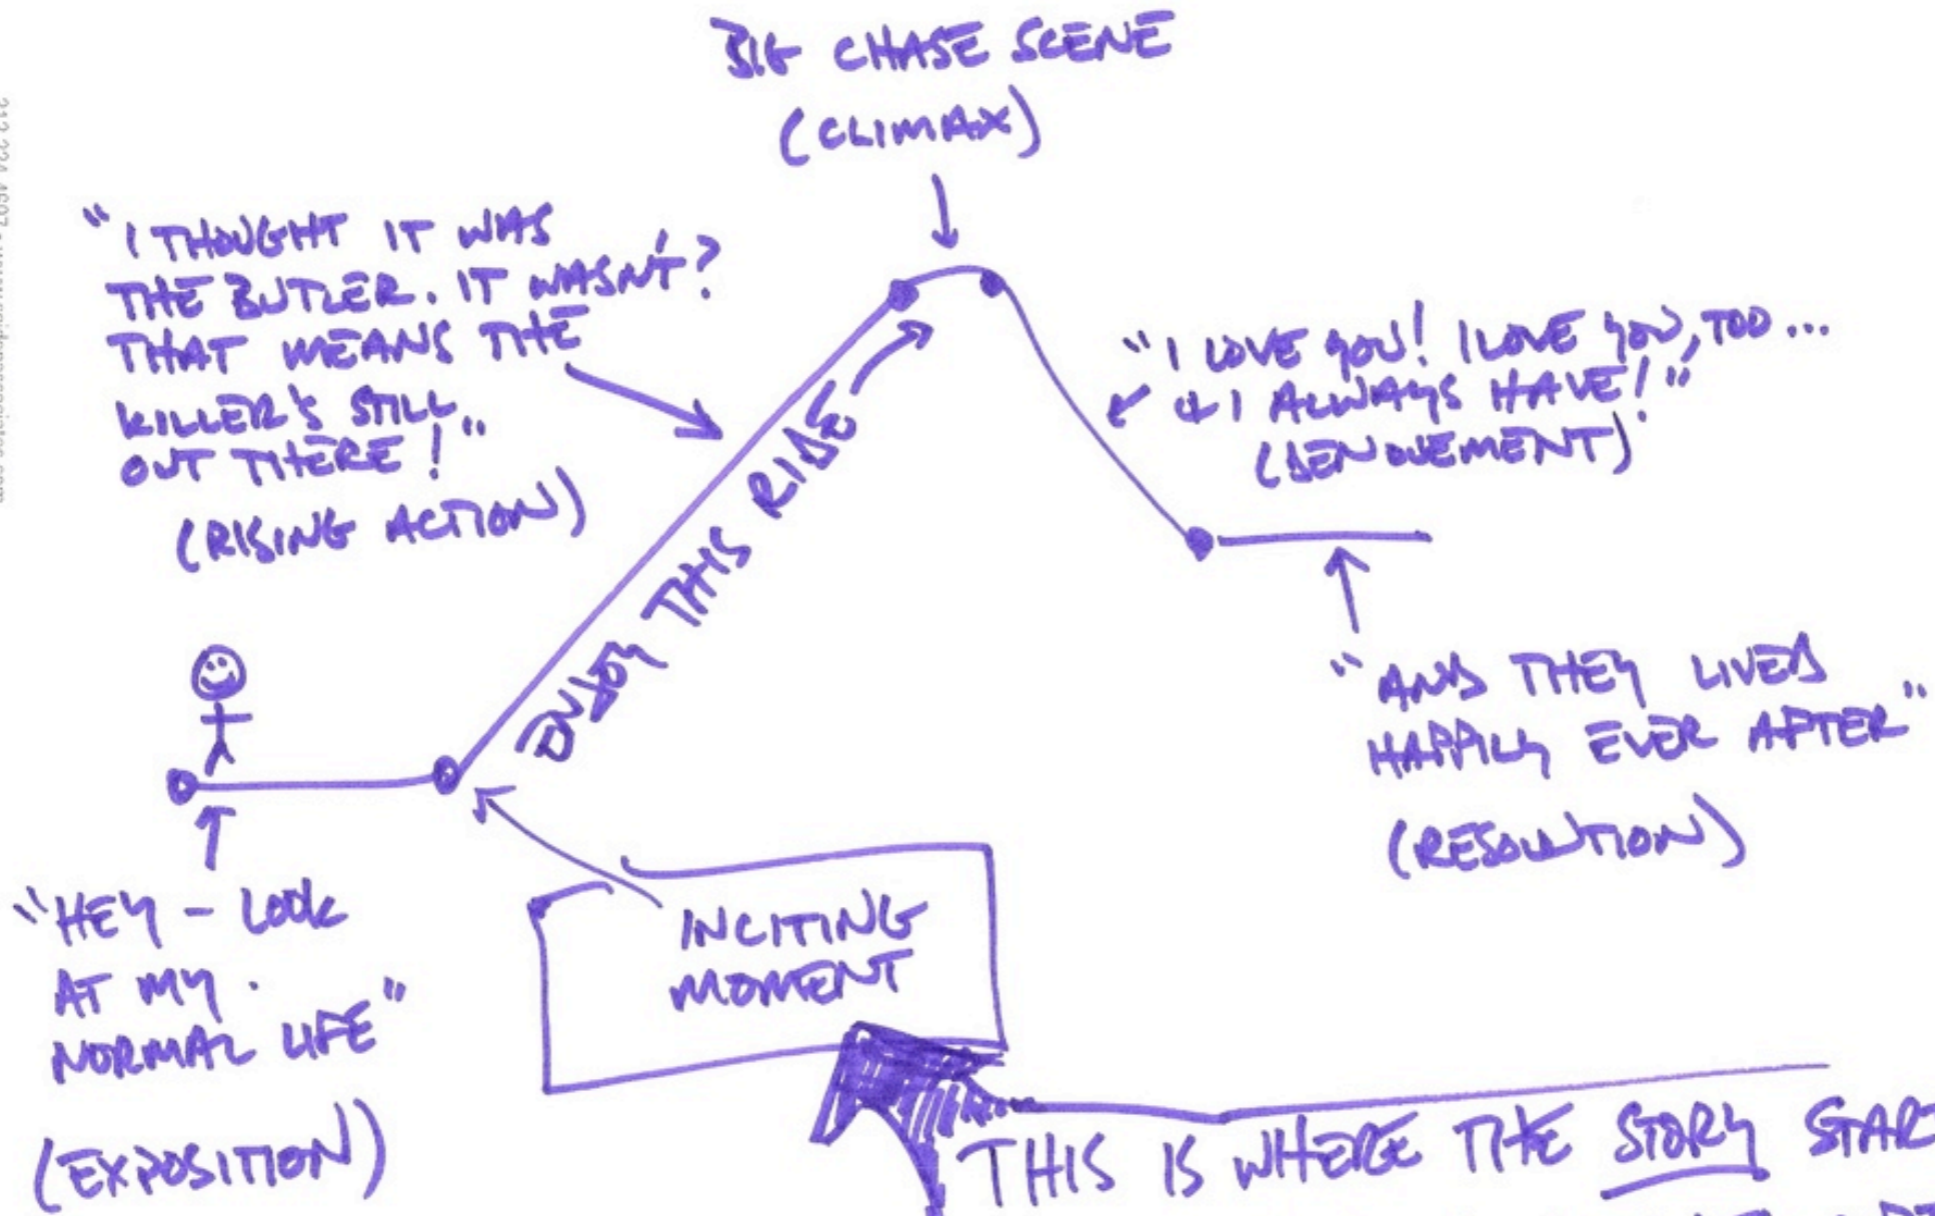 BIG CHASE SCENE
(CLIMAX)
"I THOUGHT IT WAS
THE BUTLER. IT WASN'T?
THAT MEANS THE
KILLER'S STILL
OUT THERE!"
(RISING ACTION)
ENJOY THIS RIDE
"I LOVE YOU! I LOVE YOU, TOO...
& I ALWAYS HAVE!"
(DENOUEMENT)
"AND THEY LIVED
HAPPILY EVER AFTER"
(RESOLUTION)
"HEY - LOOK
AT MY
NORMAL LIFE"
(EXPOSITION)
INCITING
MOMENT
THIS IS WHERE THE STORY STAR